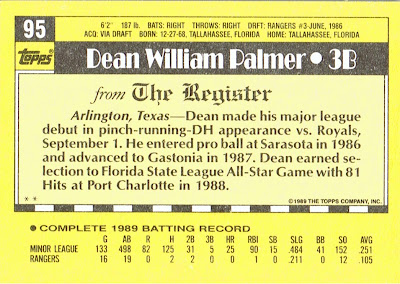 95
6'2" 187 lb. BATS: RIGHT THROWS: RIGHT DRFT: RANGERS #3-JUNE, 1986
ACQ: VIA DRAFT BORN: 12-27-68, TALLAHASSEE, FLORIDA HOME: TALLAHASSEE, FLORIDA
Topps Dean William Palmer • 3B
from The Register
Arlington, Texas—Dean made his major league
debut in pinch-running-DH appearance vs. Royals,
September 1. He entered pro ball at Sarasota in 1986
and advanced to Gastonia in 1987. Dean earned se-
lection to Florida State League All-Star Game with 81
Hits at Port Charlotte in 1988.
* * ©1989 THE TOPPS COMPANY, INC.
• COMPLETE 1989 BATTING RECORD
G AB R H 2B 3B HR RBI SB SLG BB SO AVG
MINOR LEAGUE 133 498 82 125 31 5 25 90 15 .464 41 152 .251
RANGERS 16 19 0 2 2 0 0 1 0 .211 0 12 .105